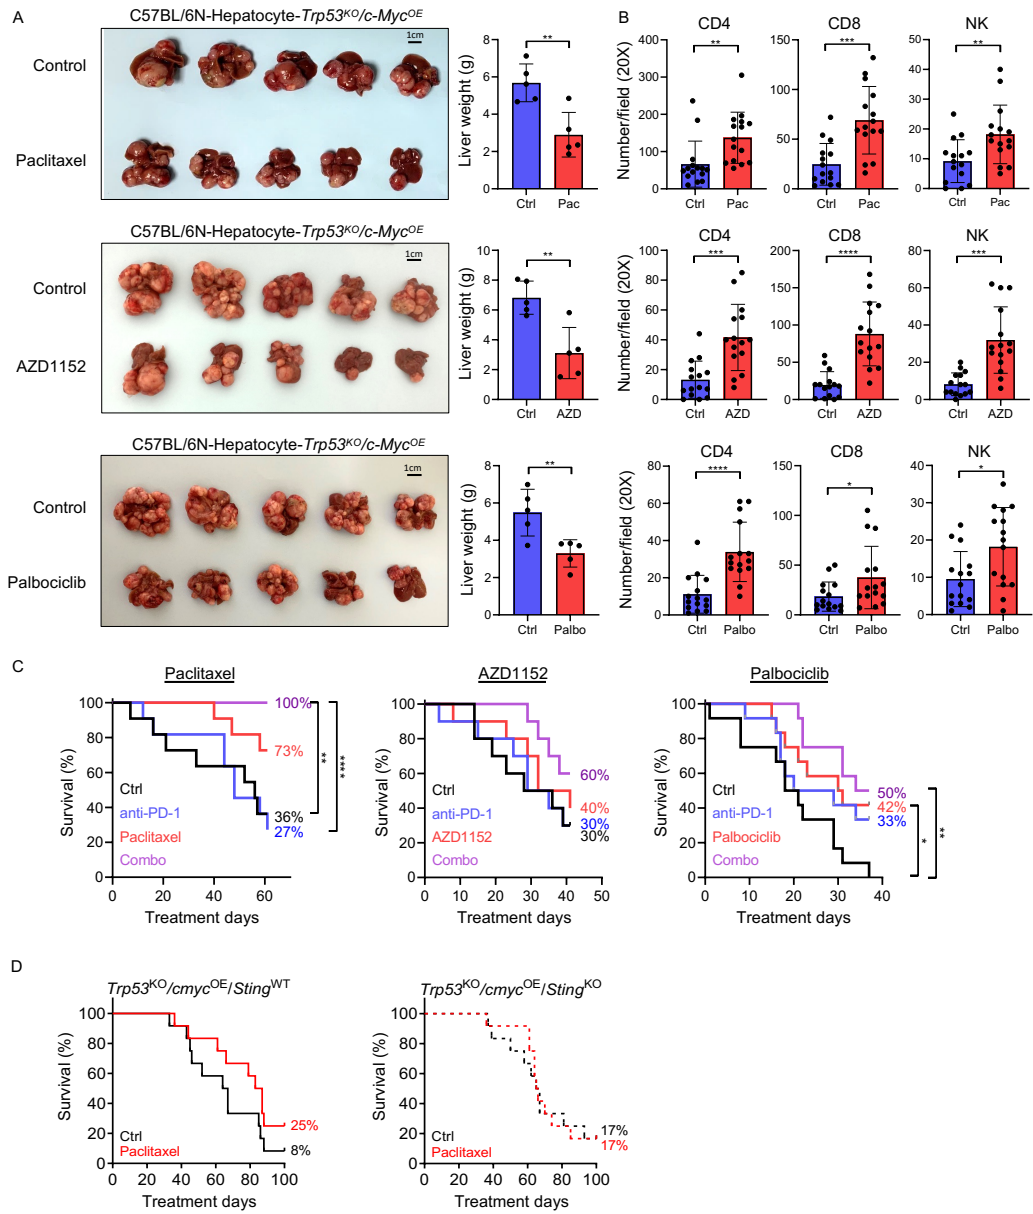 A
C57BL/6N-Hepatocyte-Trp53KO/c-MycOE
1cm
Control
Paclitaxel
Liver weight (g)
8
6
4
2
0
**
Ctrl
Pac
B
CD4
CD8
NK
Number/field (20X)
400
300
200
100
0
**
Ctrl
Pac
150
100
50
0
***
Ctrl
Pac
50
40
30
20
10
0
**
Ctrl
Pac
C57BL/6N-Hepatocyte-Trp53KO/c-MycOE
1cm
Control
AZD1152
Liver weight (g)
10
8
6
4
2
0
**
Ctrl
AZD
CD4
CD8
NK
Number/field (20X)
100
80
60
40
20
0
***
Ctrl
AZD
200
150
100
50
0
****
Ctrl
AZD
80
60
40
20
0
***
Ctrl
AZD
C57BL/6N-Hepatocyte-Trp53KO/c-MycOE
1cm
Control
Palbociclib
Liver weight (g)
8
6
4
2
0
**
Ctrl
Palbo
CD4
CD8
NK
Number/field (20X)
80
60
40
20
0
****
Ctrl
Palbo
150
100
50
0
*
Ctrl
Palbo
40
30
20
10
0
*
Ctrl
Palbo
C
Paclitaxel
Survival (%)
100
80
60
40
20
0
100%
73%
36%
27%
**
****
Ctrl
anti-PD-1
Paclitaxel
Combo
0 20 40 60
Treatment days
AZD1152
Survival (%)
100
80
60
40
20
0
60%
40%
30%
30%
Ctrl
anti-PD-1
AZD1152
Combo
0 10 20 30 40 50
Treatment days
Palbociclib
Survival (%)
100
80
60
40
20
0
50%
42%
33%
*
**
Ctrl
anti-PD-1
Palbociclib
Combo
0 10 20 30 40
Treatment days
D
Trp53KO/cmycOE/StingWT
Survival (%)
100
80
60
40
20
0
25%
8%
Ctrl
Paclitaxel
0 20 40 60 80 100
Treatment days
Trp53KO/cmycOE/StingKO
Survival (%)
100
80
60
40
20
0
17%
17%
Ctrl
Paclitaxel
0 20 40 60 80 100
Treatment days